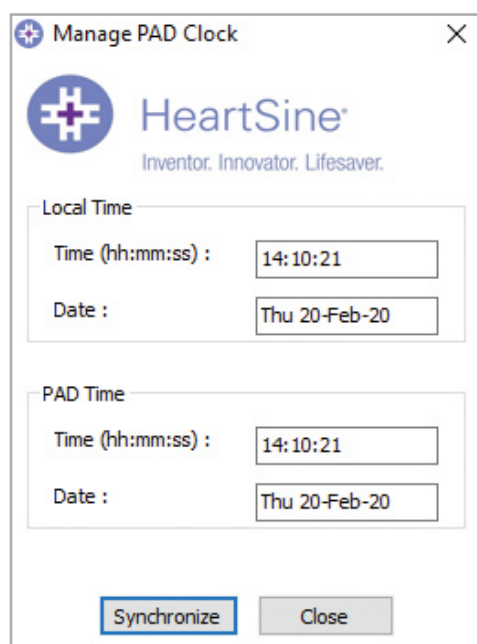 Manage PAD Clock
HeartSine®
Inventor. Innovator. Lifesaver.
Local Time
Time (hh:mm:ss) : 14:10:21
Date : Thu 20-Feb-20
PAD Time
Time (hh:mm:ss) : 14:10:21
Date : Thu 20-Feb-20
Synchronize Close